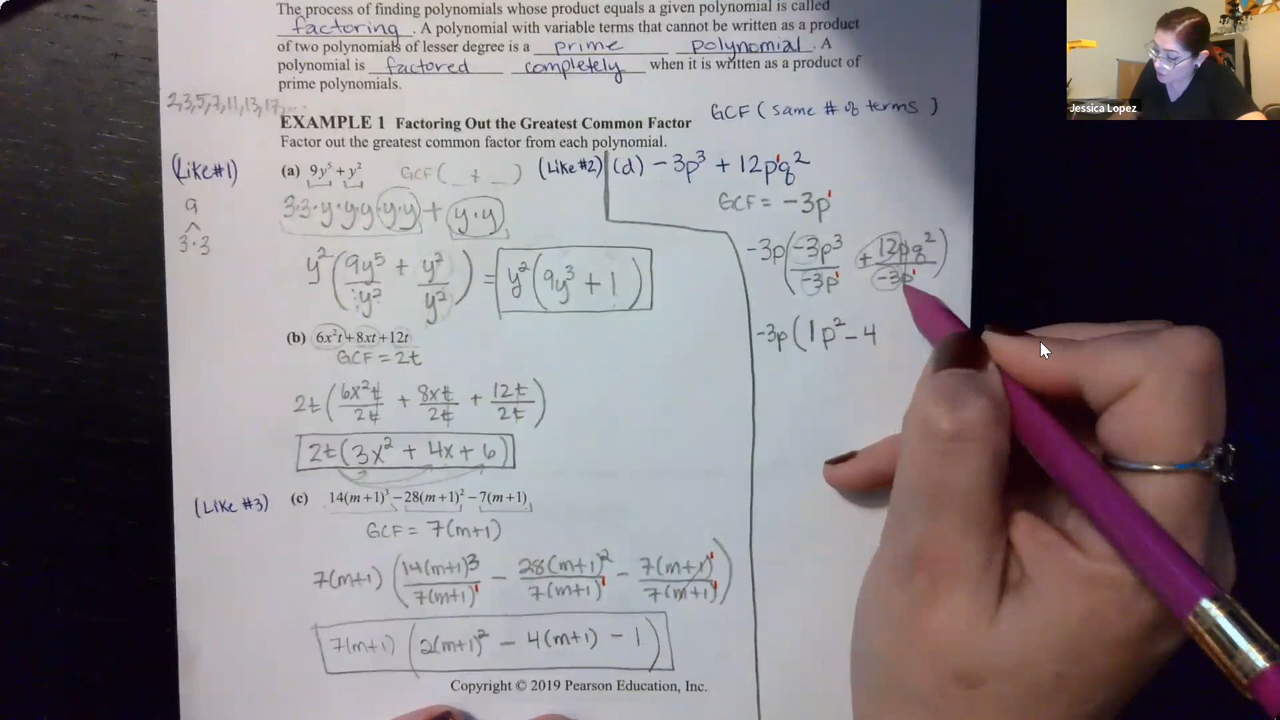 The process of finding polynomials whose product equals a given polynomial is called
factoring. A polynomial with variable terms that cannot be written as a product
of two polynomials of lesser degree is a prime polynomial. A
polynomial is factored completely when it is written as a product of
prime polynomials.
2,3,5,7,11,13,17,...
GCF (same # of terms)
EXAMPLE 1 Factoring Out the Greatest Common Factor
Factor out the greatest common factor from each polynomial.
(Like #1)
(a) 9y⁵ + y²
GCF(_ + _)
9
3·3
3·3·y·y·y·y·y + y·y
y²(9y⁵/y² + y²/y²) = y²(9y³ + 1)
(b) 6x²t + 8xt + 12t
GCF = 2t
2t(6x²t/2t + 8xt/2t + 12t/2t)
2t(3x² + 4x + 6)
(Like #3)
(c) 14(m+1)³ − 28(m+1)² − 7(m+1)
GCF = 7(m+1)
7(m+1)(14(m+1)³/7(m+1)¹ − 28(m+1)²/7(m+1)¹ − 7(m+1)¹/7(m+1)¹)
7(m+1)(2(m+1)² − 4(m+1) − 1)
(Like #2)
(d) −3p³ + 12p¹q²
GCF = −3p¹
−3p(−3p³/−3p¹ + 12pq²/−3p¹)
−3p(1p² − 4
Copyright © 2019 Pearson Education, Inc.
Jessica Lopez